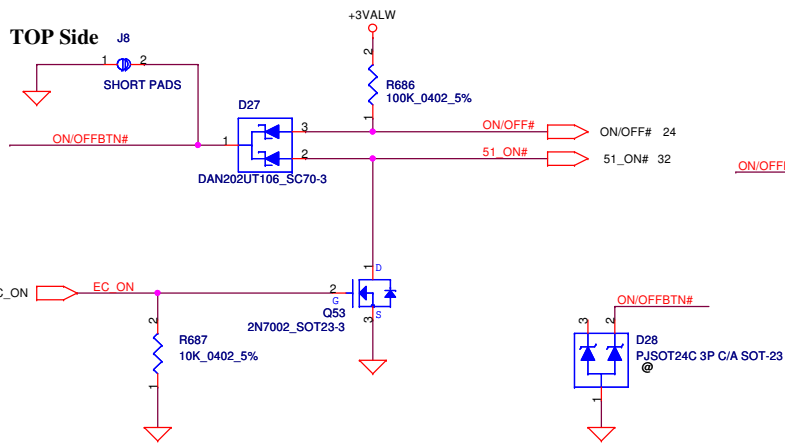 +3VALW
TOP Side
J8
1
2
SHORT PADS
2
R686
100K_0402_5%
1
D27
ON/OFFBTN#
1
3
2
ON/OFF#
ON/OFF# 24
51_ON#
51_ON# 32
DAN202UT106_SC70-3
ON/OFF
1
D
C_ON
EC_ON
2
G
Q53
S
3
2N7002_SOT23-3
2
R687
10K_0402_5%
1
ON/OFFBTN#
3
2
D28
PJSOT24C 3P C/A SOT-23
@
1